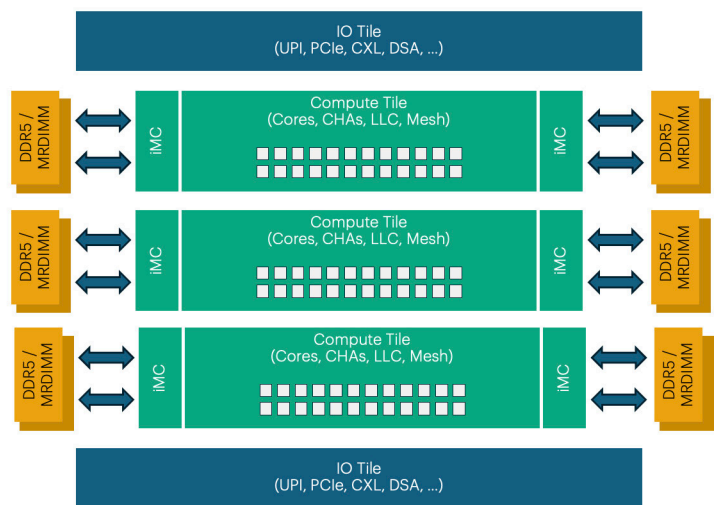 IO Tile
(UPI, PCIe, CXL, DSA, ...)
DDR5 /
MRDIMM
iMC
Compute Tile
(Cores, CHAs, LLC, Mesh)
iMC
DDR5 /
MRDIMM
DDR5 /
MRDIMM
iMC
Compute Tile
(Cores, CHAs, LLC, Mesh)
iMC
DDR5 /
MRDIMM
DDR5 /
MRDIMM
iMC
Compute Tile
(Cores, CHAs, LLC, Mesh)
iMC
DDR5 /
MRDIMM
IO Tile
(UPI, PCIe, CXL, DSA, ...)